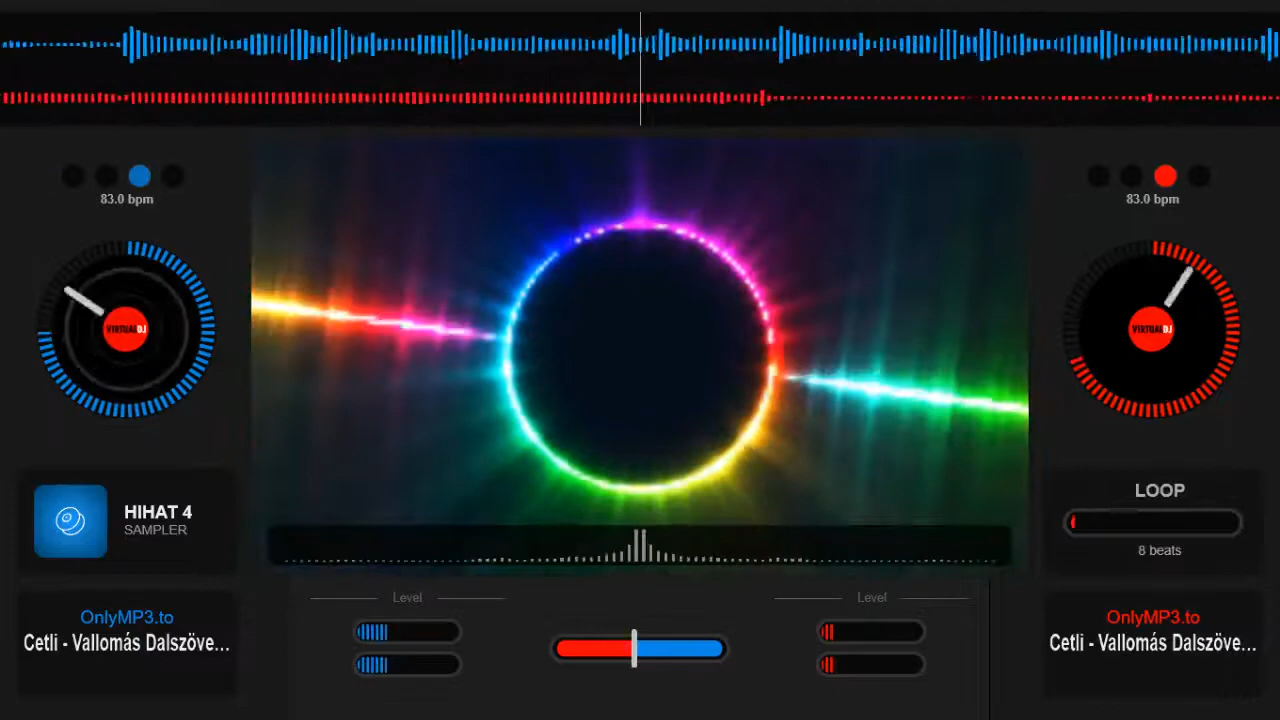 83.0 bpm
83.0 bpm
VIRTUALDJ
VIRTUALDJ
HIHAT 4
SAMPLER
LOOP
8 beats
OnlyMP3.to
Cetli - Vallomás Dalszöve...
Level
Level
OnlyMP3.to
Cetli - Vallomás Dalszöve...